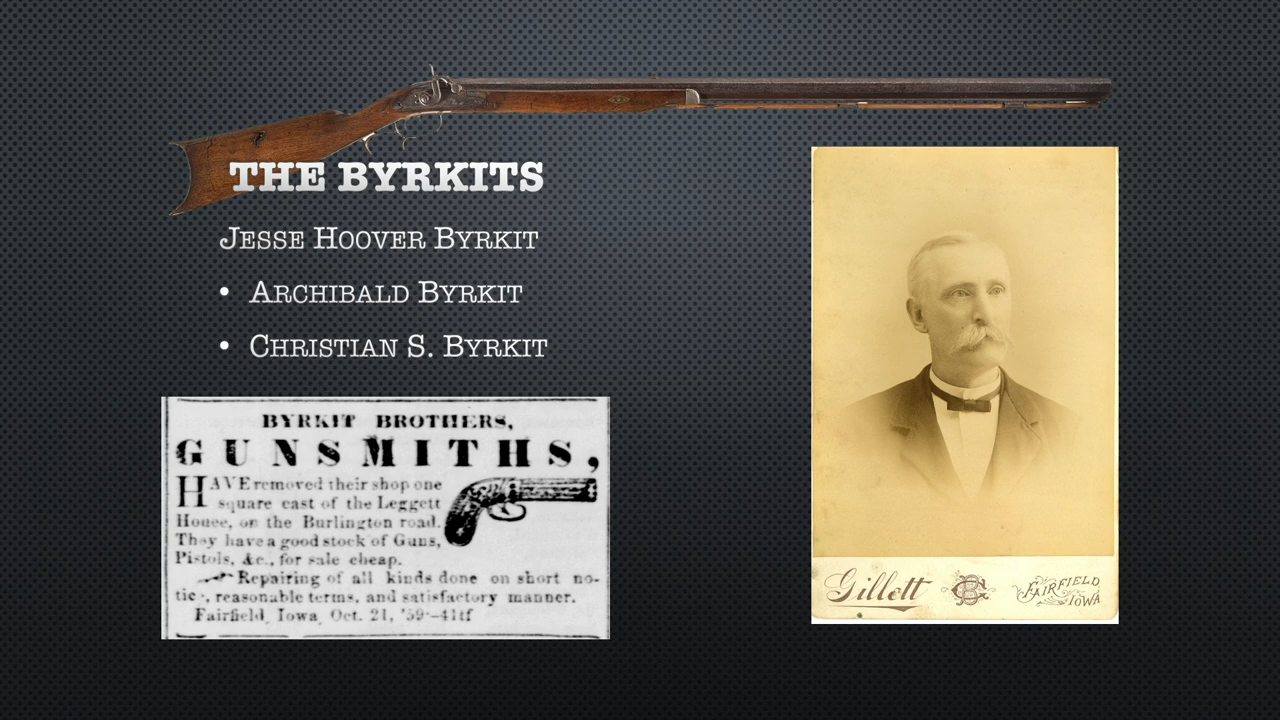 THE BYRKITS
JESSE HOOVER BYRKIT
• ARCHIBALD BYRKIT
• CHRISTIAN S. BYRKIT
BYRKIT BROTHERS,
GUNSMITHS,
HAVE removed their shop one
square east of the Leggett
House, on the Burlington road.
They have a good stock of Guns,
Pistols, &c., for sale cheap.
Repairing of all kinds done on short no-
tice, reasonable terms, and satisfactory manner.
Fairfield, Iowa, Oct. 21, '59–41tf
Gillett
FAIRFIELD
IOWA